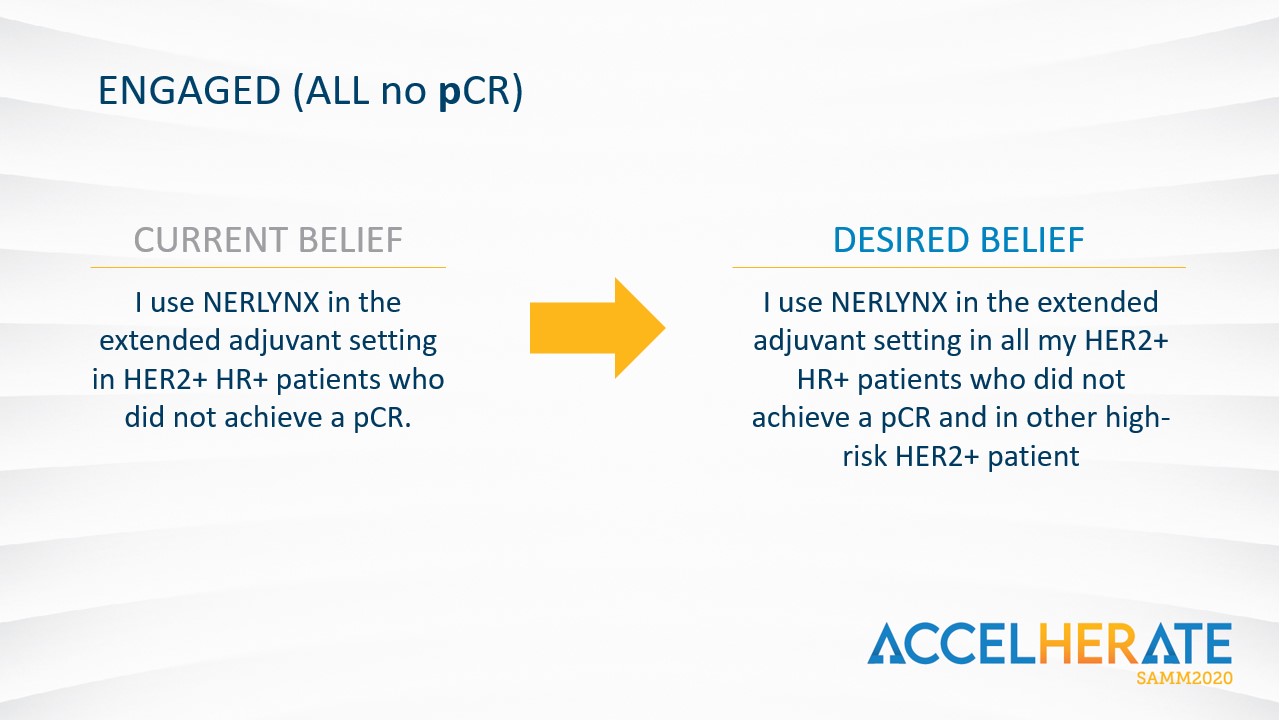 ENGAGED (ALL no pCR)
CURRENT BELIEF
I use NERLYNX in the
extended adjuvant setting
in HER2+ HR+ patients who
did not achieve a pCR.
DESIRED BELIEF
I use NERLYNX in the extended
adjuvant setting in all my HER2+
HR+ patients who did not
achieve a pCR and in other high-
risk HER2+ patient
ACCELHERATE
SAMM2020